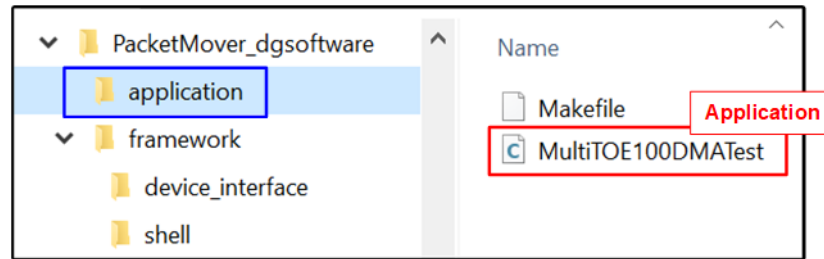 PacketMover_dgsoftware
application
framework
device_interface
shell
Name
Makefile
Application
C MultiTOE100DMATest